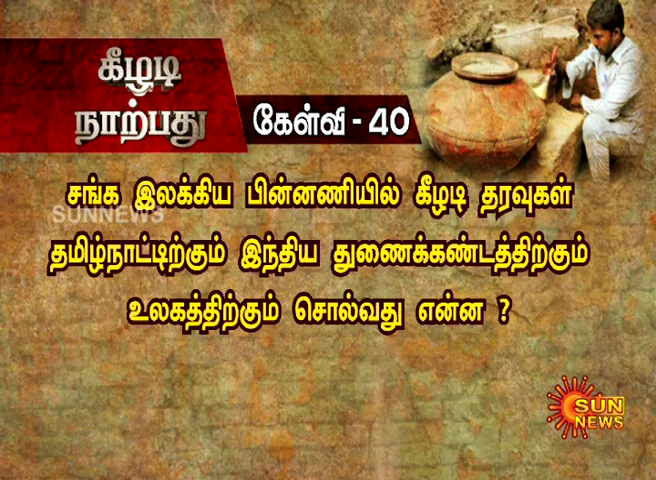 கீழடி
நாற்பது
கேள்வி - 40
சங்க இலக்கிய பின்னணியில் கீழடி தரவுகள்
SUNNEWS
தமிழ்நாட்டிற்கும் இந்திய துணைக்கண்டத்திற்கும்
உலகத்திற்கும் சொல்வது என்ன ?
SUN
NEWS